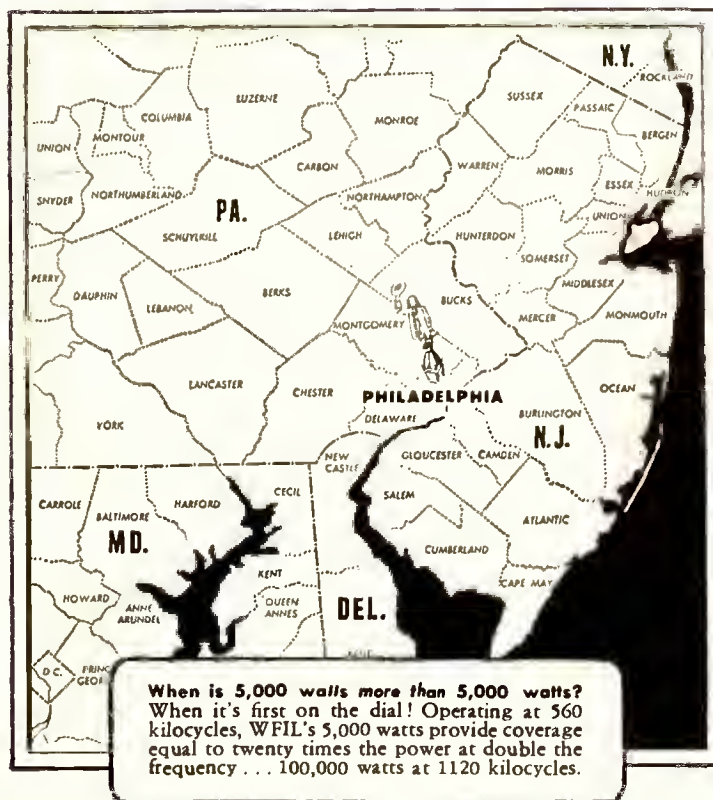 N.Y.
ROCKLAND
SUSSEX
PASSAIC
LUZERNE
COLUMBIA
MONROE
BERGEN
UNION
MONTOUR
WARREN
MORRIS
CARBON
ESSEX
HUDSON
SNYDER
NORTHUMBERLAND
NORTHAMPTON
PA.
UNION
SCHUYLKILL
LEHIGH
HUNTERDON
SOMERSET
PERRY
MIDDLESEX
DAUPHIN
LEBANON
BERKS
BUCKS
MONTGOMERY
MERCER
MONMOUTH
LANCASTER
CHESTER
OCEAN
PHILADELPHIA
DELAWARE
BURLINGTON
YORK
N.J.
NEW
CASTLE
GLOUCESTER
CAMDEN
CARROLL
BALTIMORE
HARFORD
CECIL
SALEM
ATLANTIC
MD.
CUMBERLAND
KENT
CAPE MAY
HOWARD
ANNE
ARUNDEL
QUEEN
ANNES
DEL.
D.C.
When is 5,000 watts more than 5,000 watts?
When it's first on the dial! Operating at 560
kilocycles, WFIL's 5,000 watts provide coverage
equal to twenty times the power at double the
frequency . . . 100,000 watts at 1120 kilocycles.